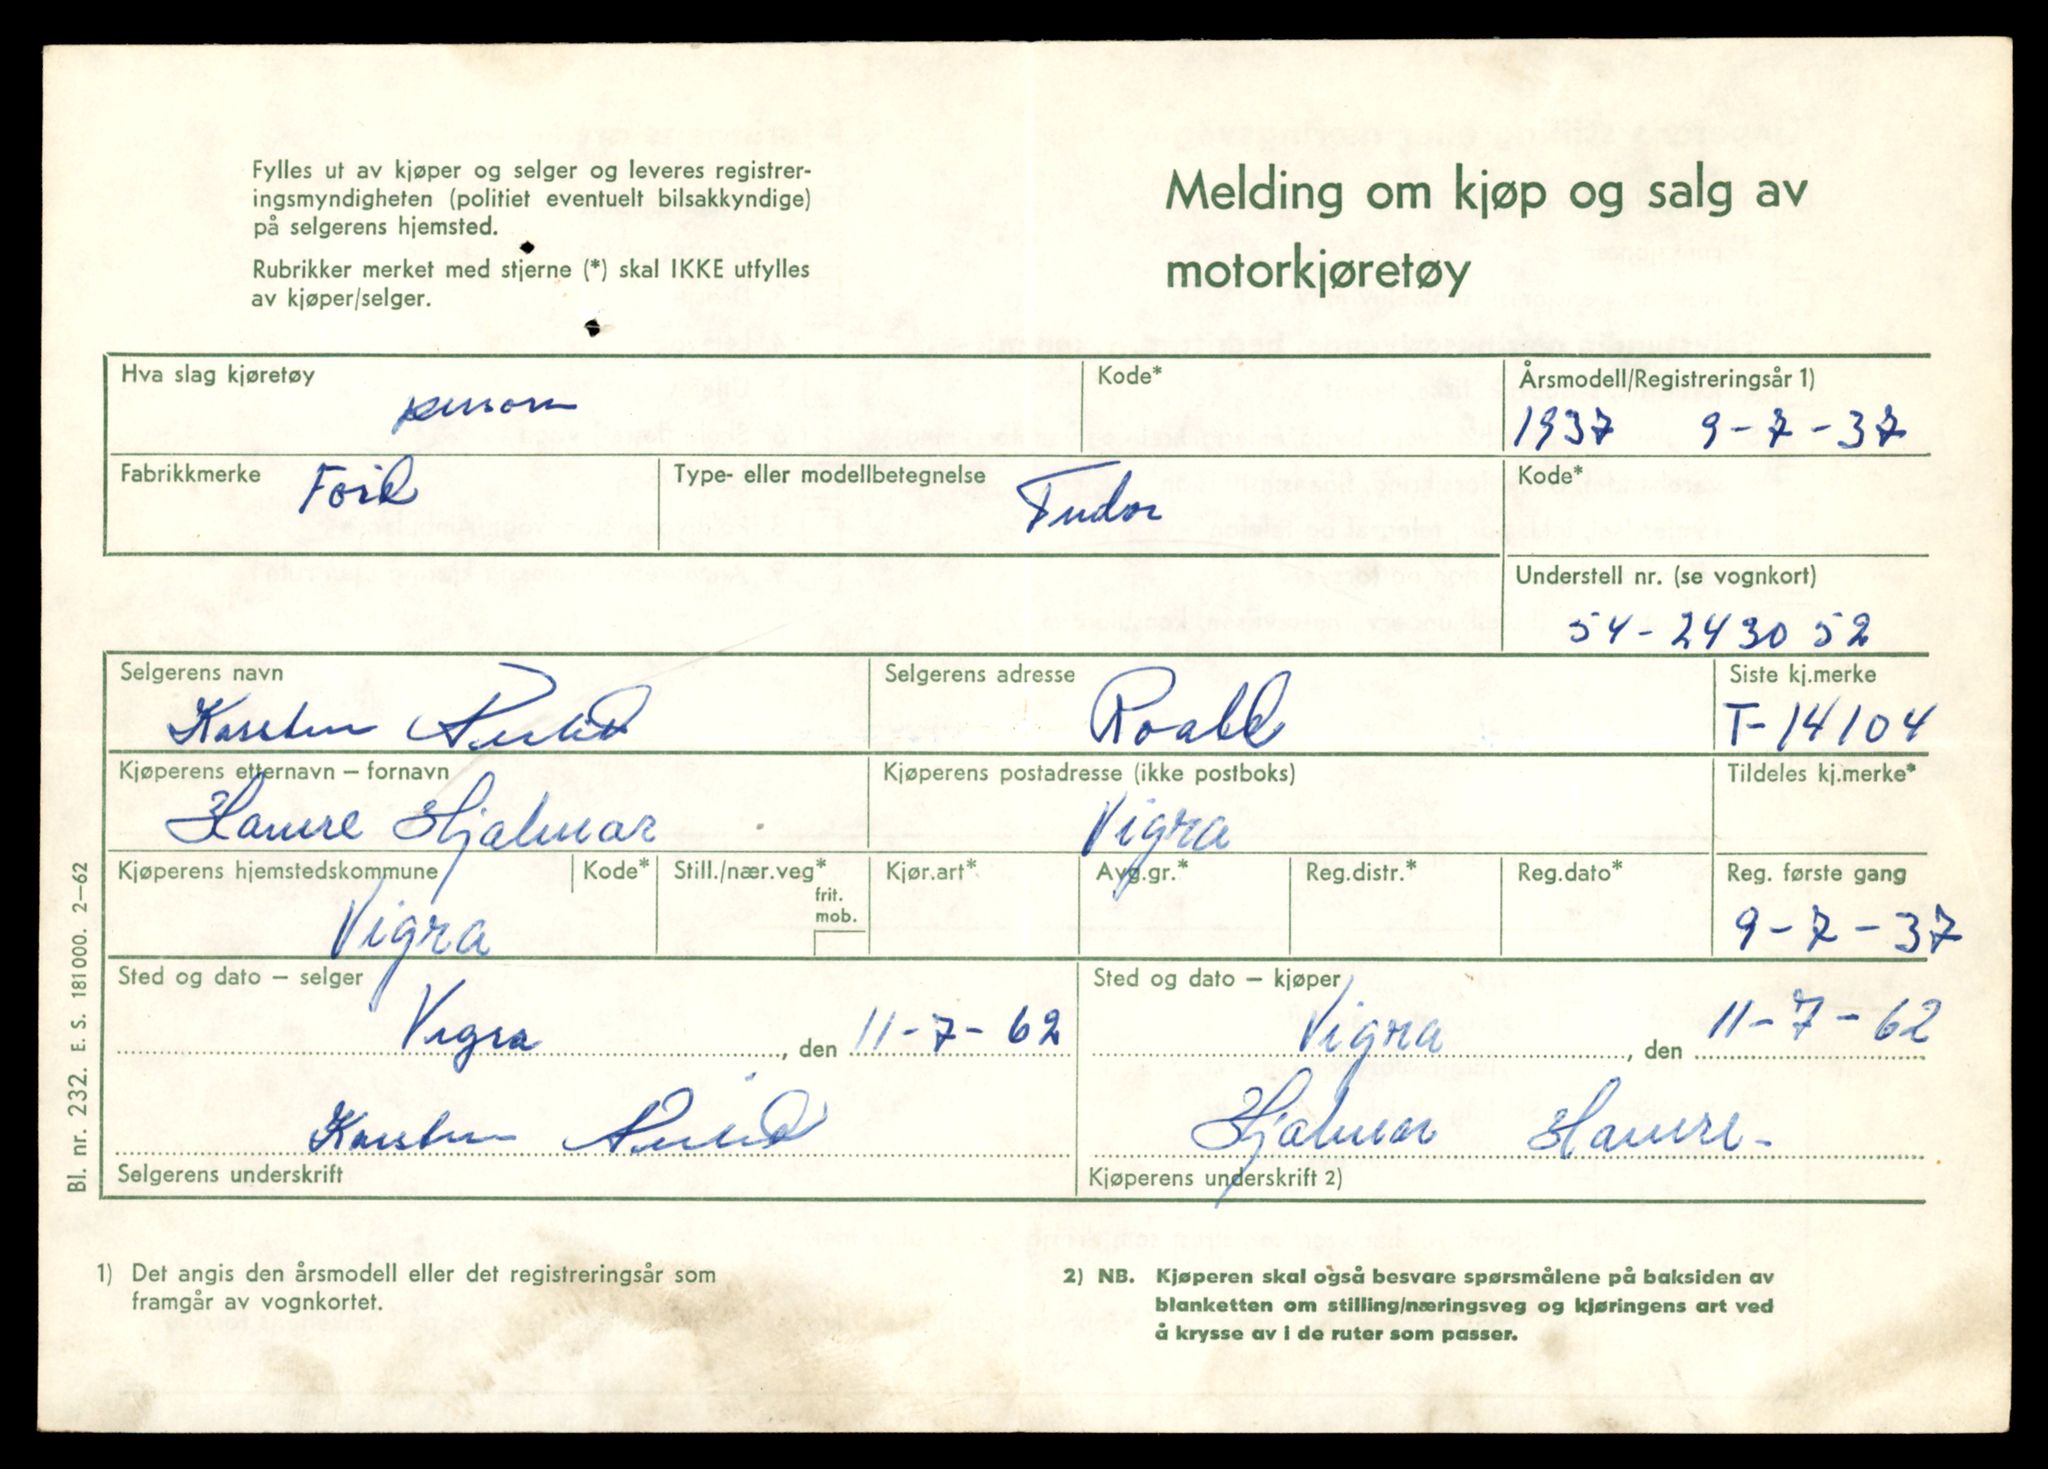 Fylles ut av kjøper og selger og leveres registrer-
ingsmyndigheten (politiet eventuelt bilsakkyndige)
på selgerens hjemsted.
Rubrikker merket med stjerne (*) skal IKKE utfylles
av kjøper/selger.
Melding om kjøp og salg av
motorkjøretøy
Hva slag kjøretøy
person
Kode*
Årsmodell/Registreringsår 1)
1937 9-7-37
Fabrikkmerke
Ford
Type- eller modellbetegnelse
Tudor
Kode*
Understell nr. (se vognkort)
54-243052
Selgerens navn
Karsten
Selgerens adresse
Roald
Siste kj.merke
T-14104
Kjøperens etternavn – fornavn
Hamre Hjalmar
Kjøperens postadresse (ikke postboks)
Vigra
Tildeles kj.merke*
Kjøperens hjemstedskommune
Vigra
Kode*
Still./nær.veg*
frit.
mob.
Kjør.art*
Avg.gr.*
Reg.distr.*
Reg.dato*
Reg. første gang
9-7-37
Sted og dato – selger
Vigra, den 11-7-62
Sted og dato – kjøper
Vigra, den 11-7-62
Karsten
Selgerens underskrift
Hjalmar Hamre-
Kjøperens underskrift 2)
Bl. nr. 232. E. S. 181000. 2–62
1) Det angis den årsmodell eller det registreringsår som
framgår av vognkortet.
2) NB. Kjøperen skal også besvare spørsmålene på baksiden av
blanketten om stilling/næringsveg og kjøringens art ved
å krysse av i de ruter som passer.